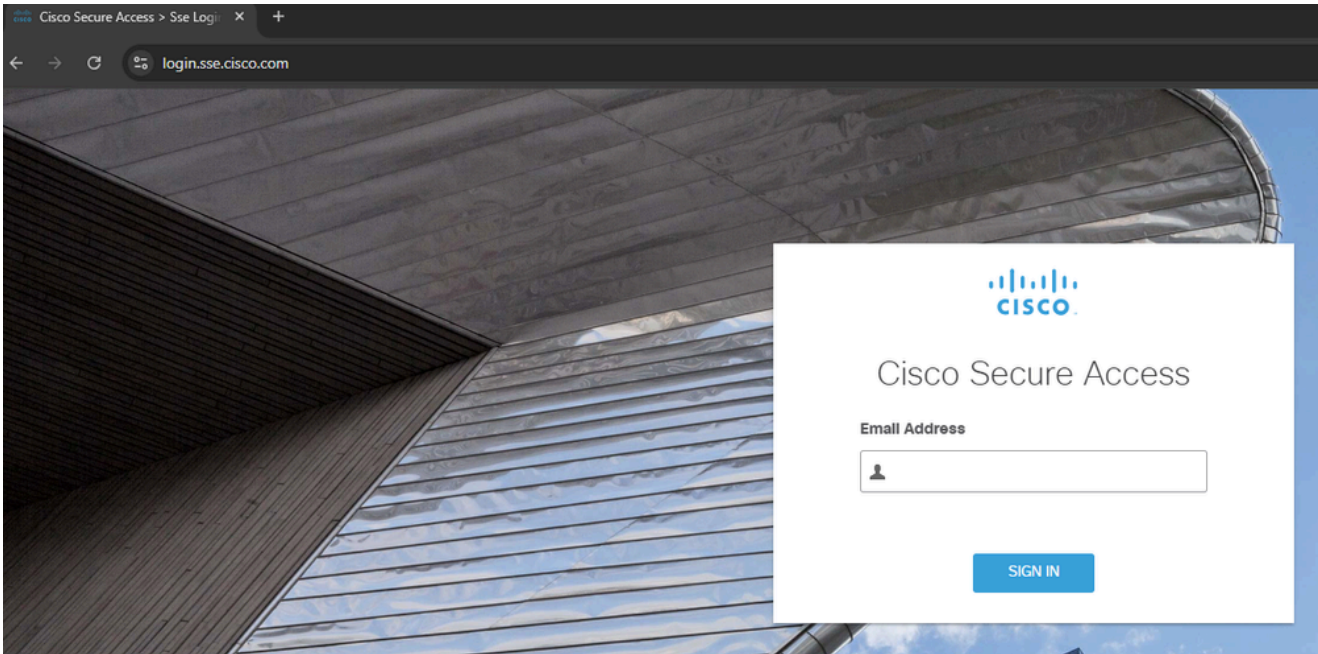 Cisco Secure Access > Sse Logi
login.sse.cisco.com
CISCO
Cisco Secure Access
Email Address
SIGN IN